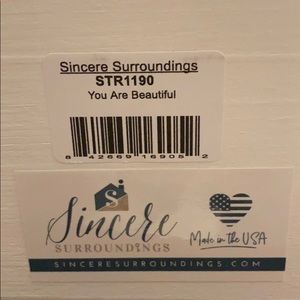 Sincere Surroundings
STR1190
You Are Beautiful
8 42669 16905 2
S
Sincere
SURROUNDINGS
Made in the USA
SINCERESURROUNDINGS.COM